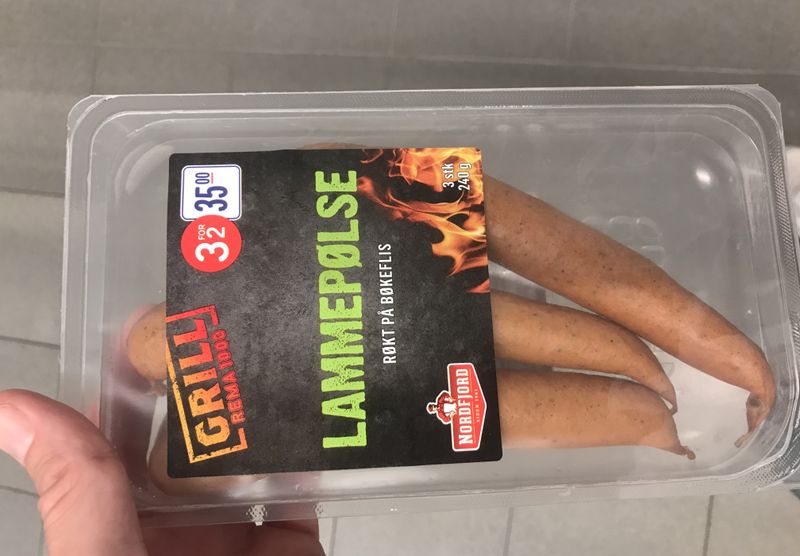 GRILL
REMA 1000
3 FOR 2
35 00
LAMMEPØLSE
RØKT PÅ BØKEFLIS
NORDFJORD
3 stk
240 g